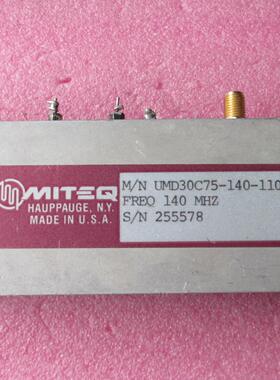 MITEQ
HAUPPAUGE, N.Y.
MADE IN U.S.A.
M/N UMD30C75-140-110
FREQ 140 MHZ
S/N 255578